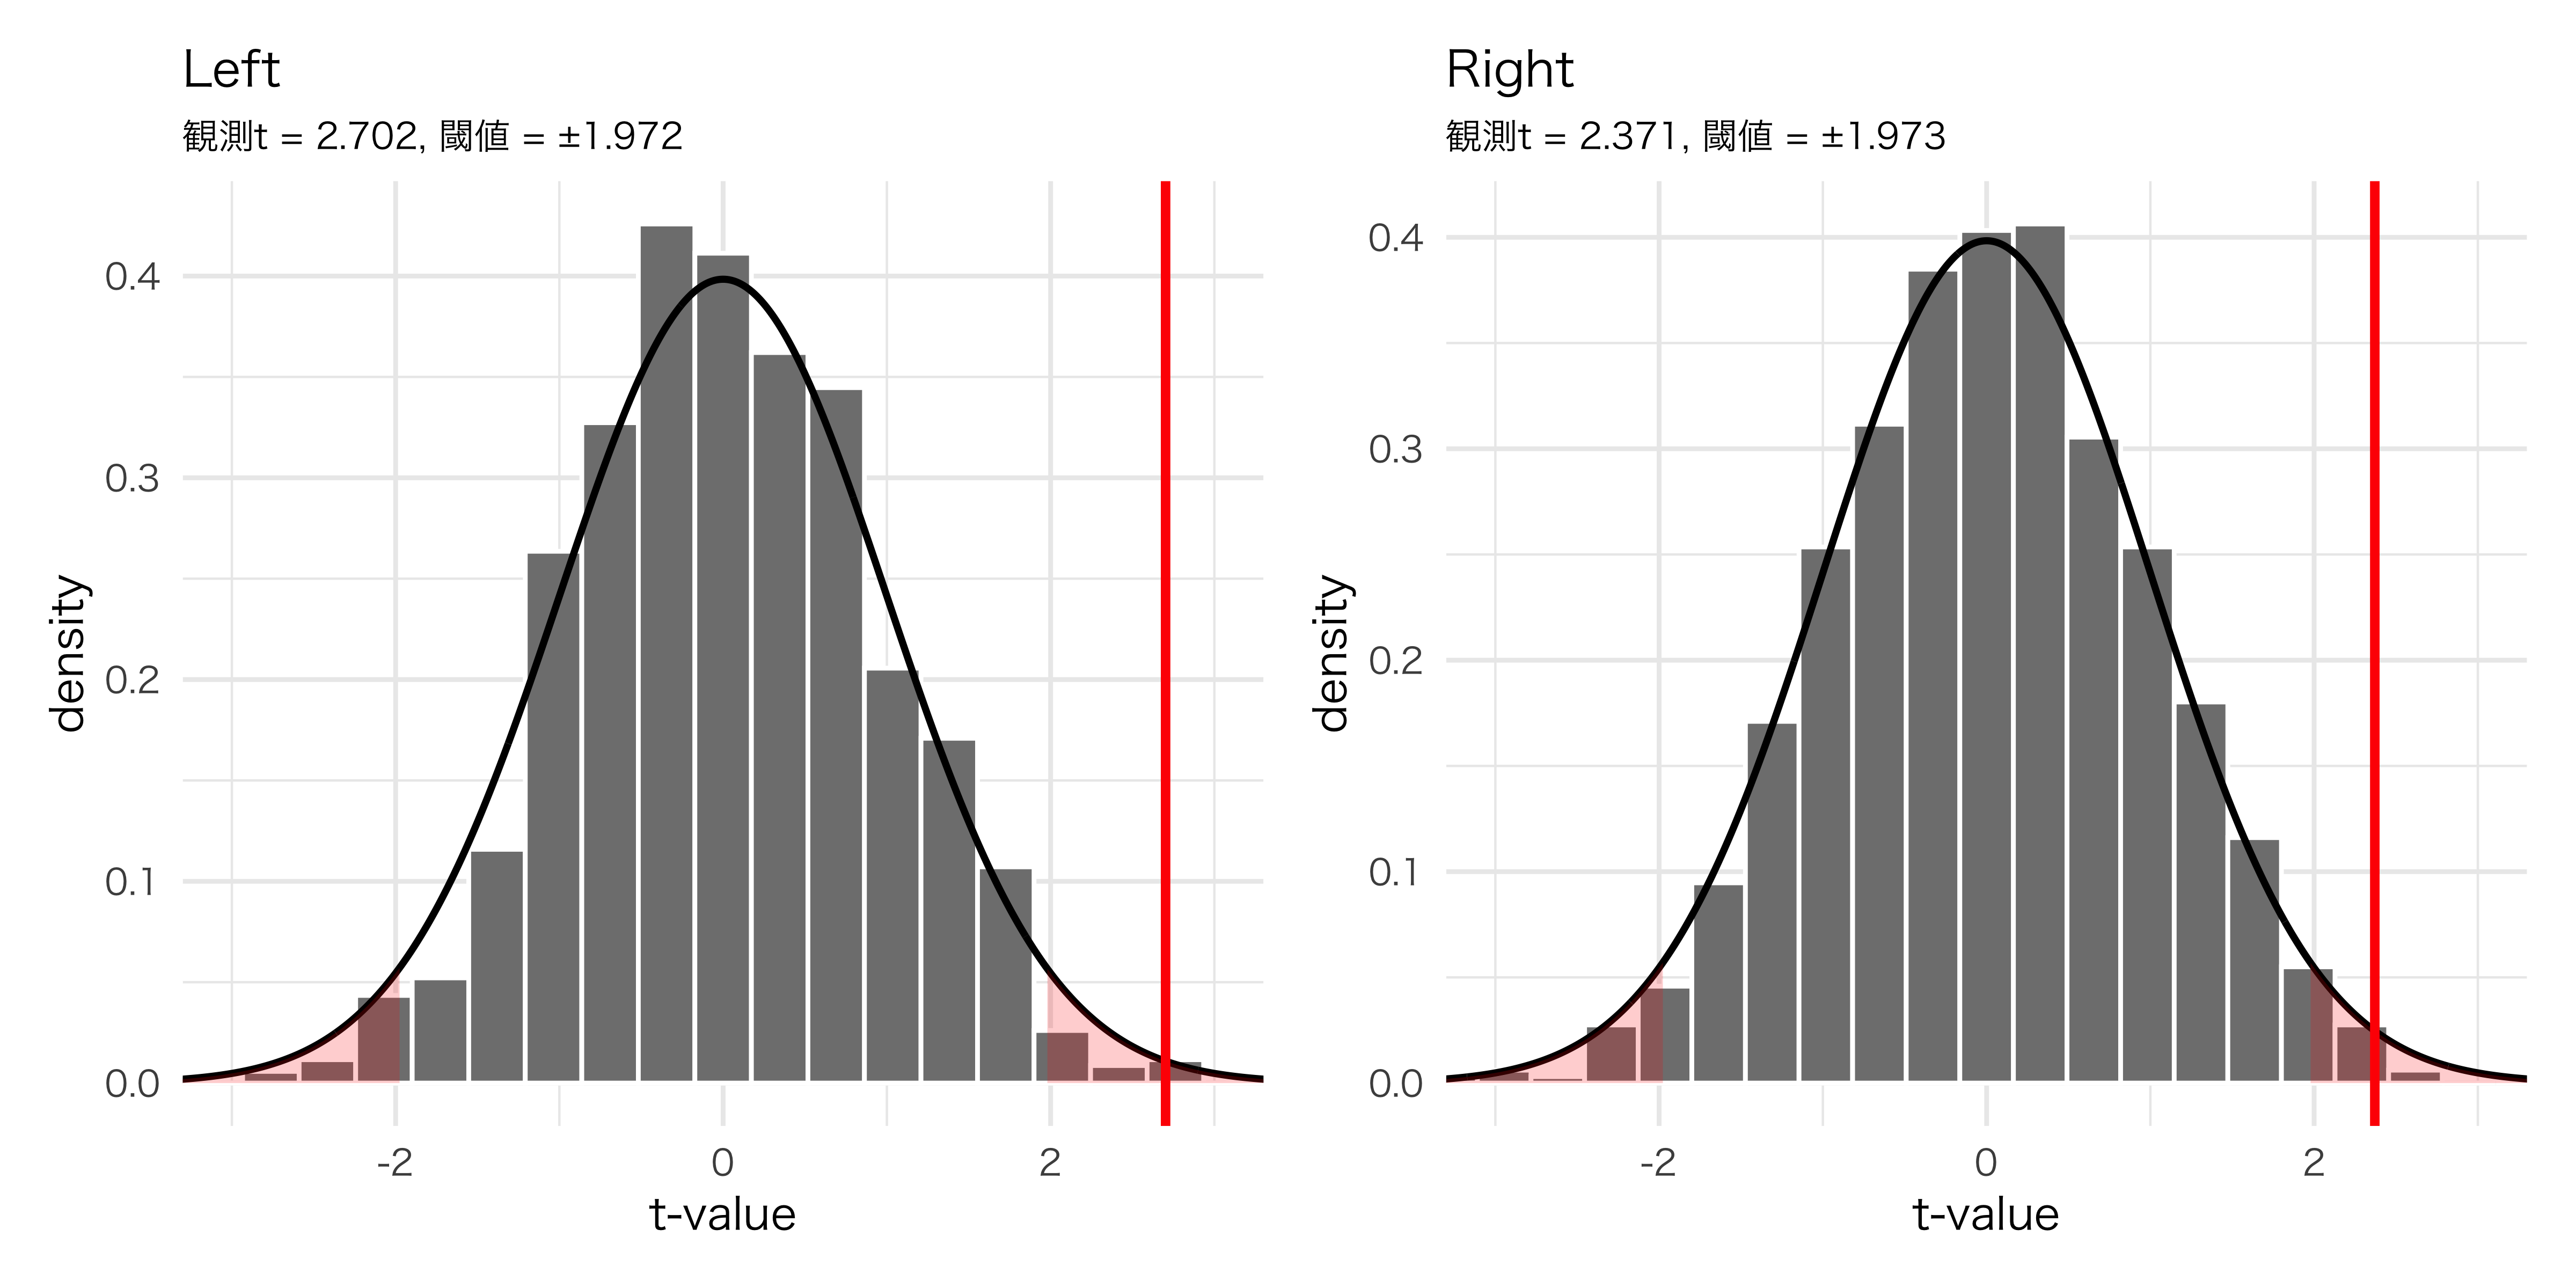 Left
観測t = 2.702, 閾値 = ±1.972
density
0.4
0.3
0.2
0.1
0.0
-2
0
2
t-value
Right
観測t = 2.371, 閾値 = ±1.973
density
0.4
0.3
0.2
0.1
0.0
-2
0
2
t-value